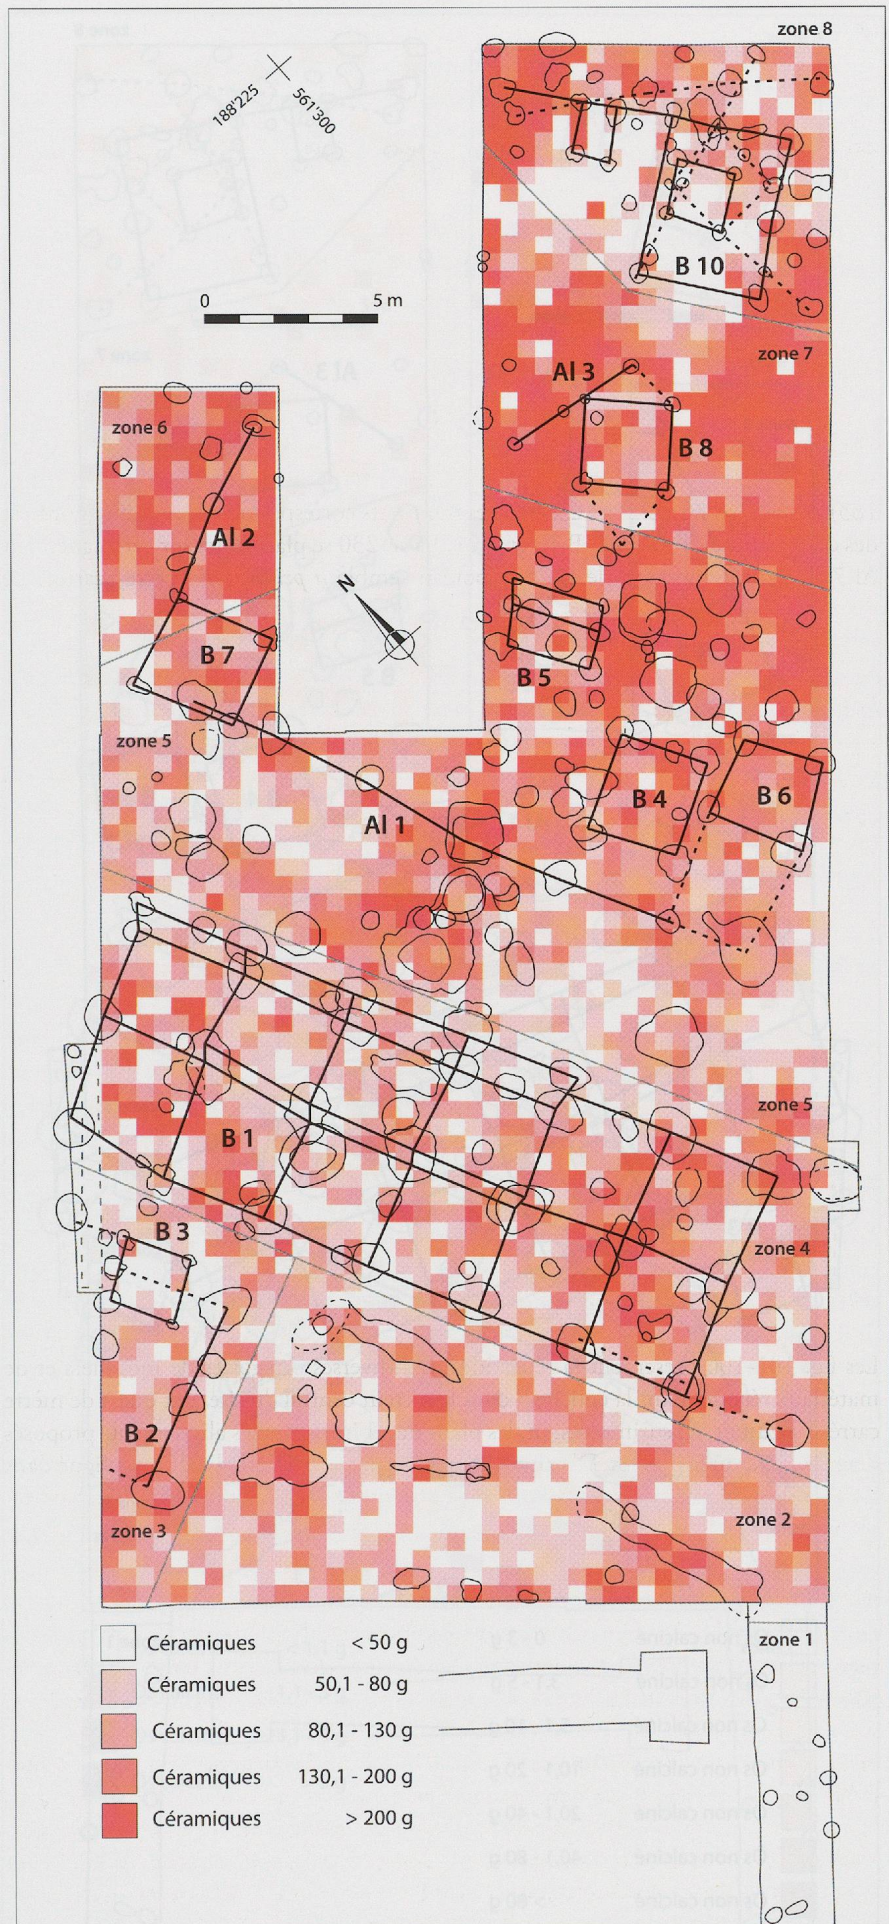 zone 8
188'225
561'300
0 5 m
B 10
zone 7
Al 3
B 8
zone 6
Al 2
N
B 7
B 5
zone 5
B 4
B 6
Al 1
zone 5
B 1
B 3
zone 4
B 2
zone 2
zone 3
zone 1
Céramiques < 50 g
Céramiques 50,1 - 80 g
Céramiques 80,1 - 130 g
Céramiques 130,1 - 200 g
Céramiques > 200 g